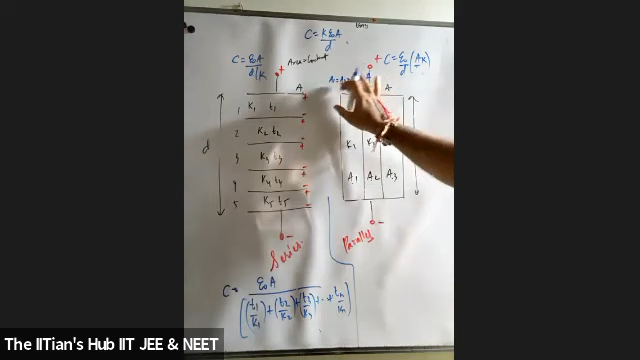 C = Kε₀A/d
C = ε₀A/d/K
Area = Constant
C = ε₀/d (AK)
+
+
A
A
1 K₁ t₁
2 K₂ t₂
3 K₃ t₃
4 K₄ t₄
5 K₅ t₅
d
A₁ A₂ A₃
Series
Parallel
C = ε₀A / [(t₁/K₁) + (t₂/K₂) + (t₃/K₃) + ... + tₙ/Kₙ]
The IITian's Hub IIT JEE & NEET